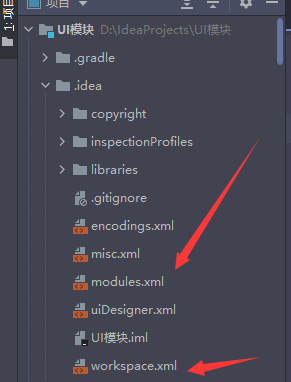 项目
1: 项目
UI模块 D:\IdeaProjects\UI模块
.gradle
.idea
copyright
inspectionProfiles
libraries
.gitignore
encodings.xml
misc.xml
modules.xml
uiDesigner.xml
UI模块.iml
workspace.xml